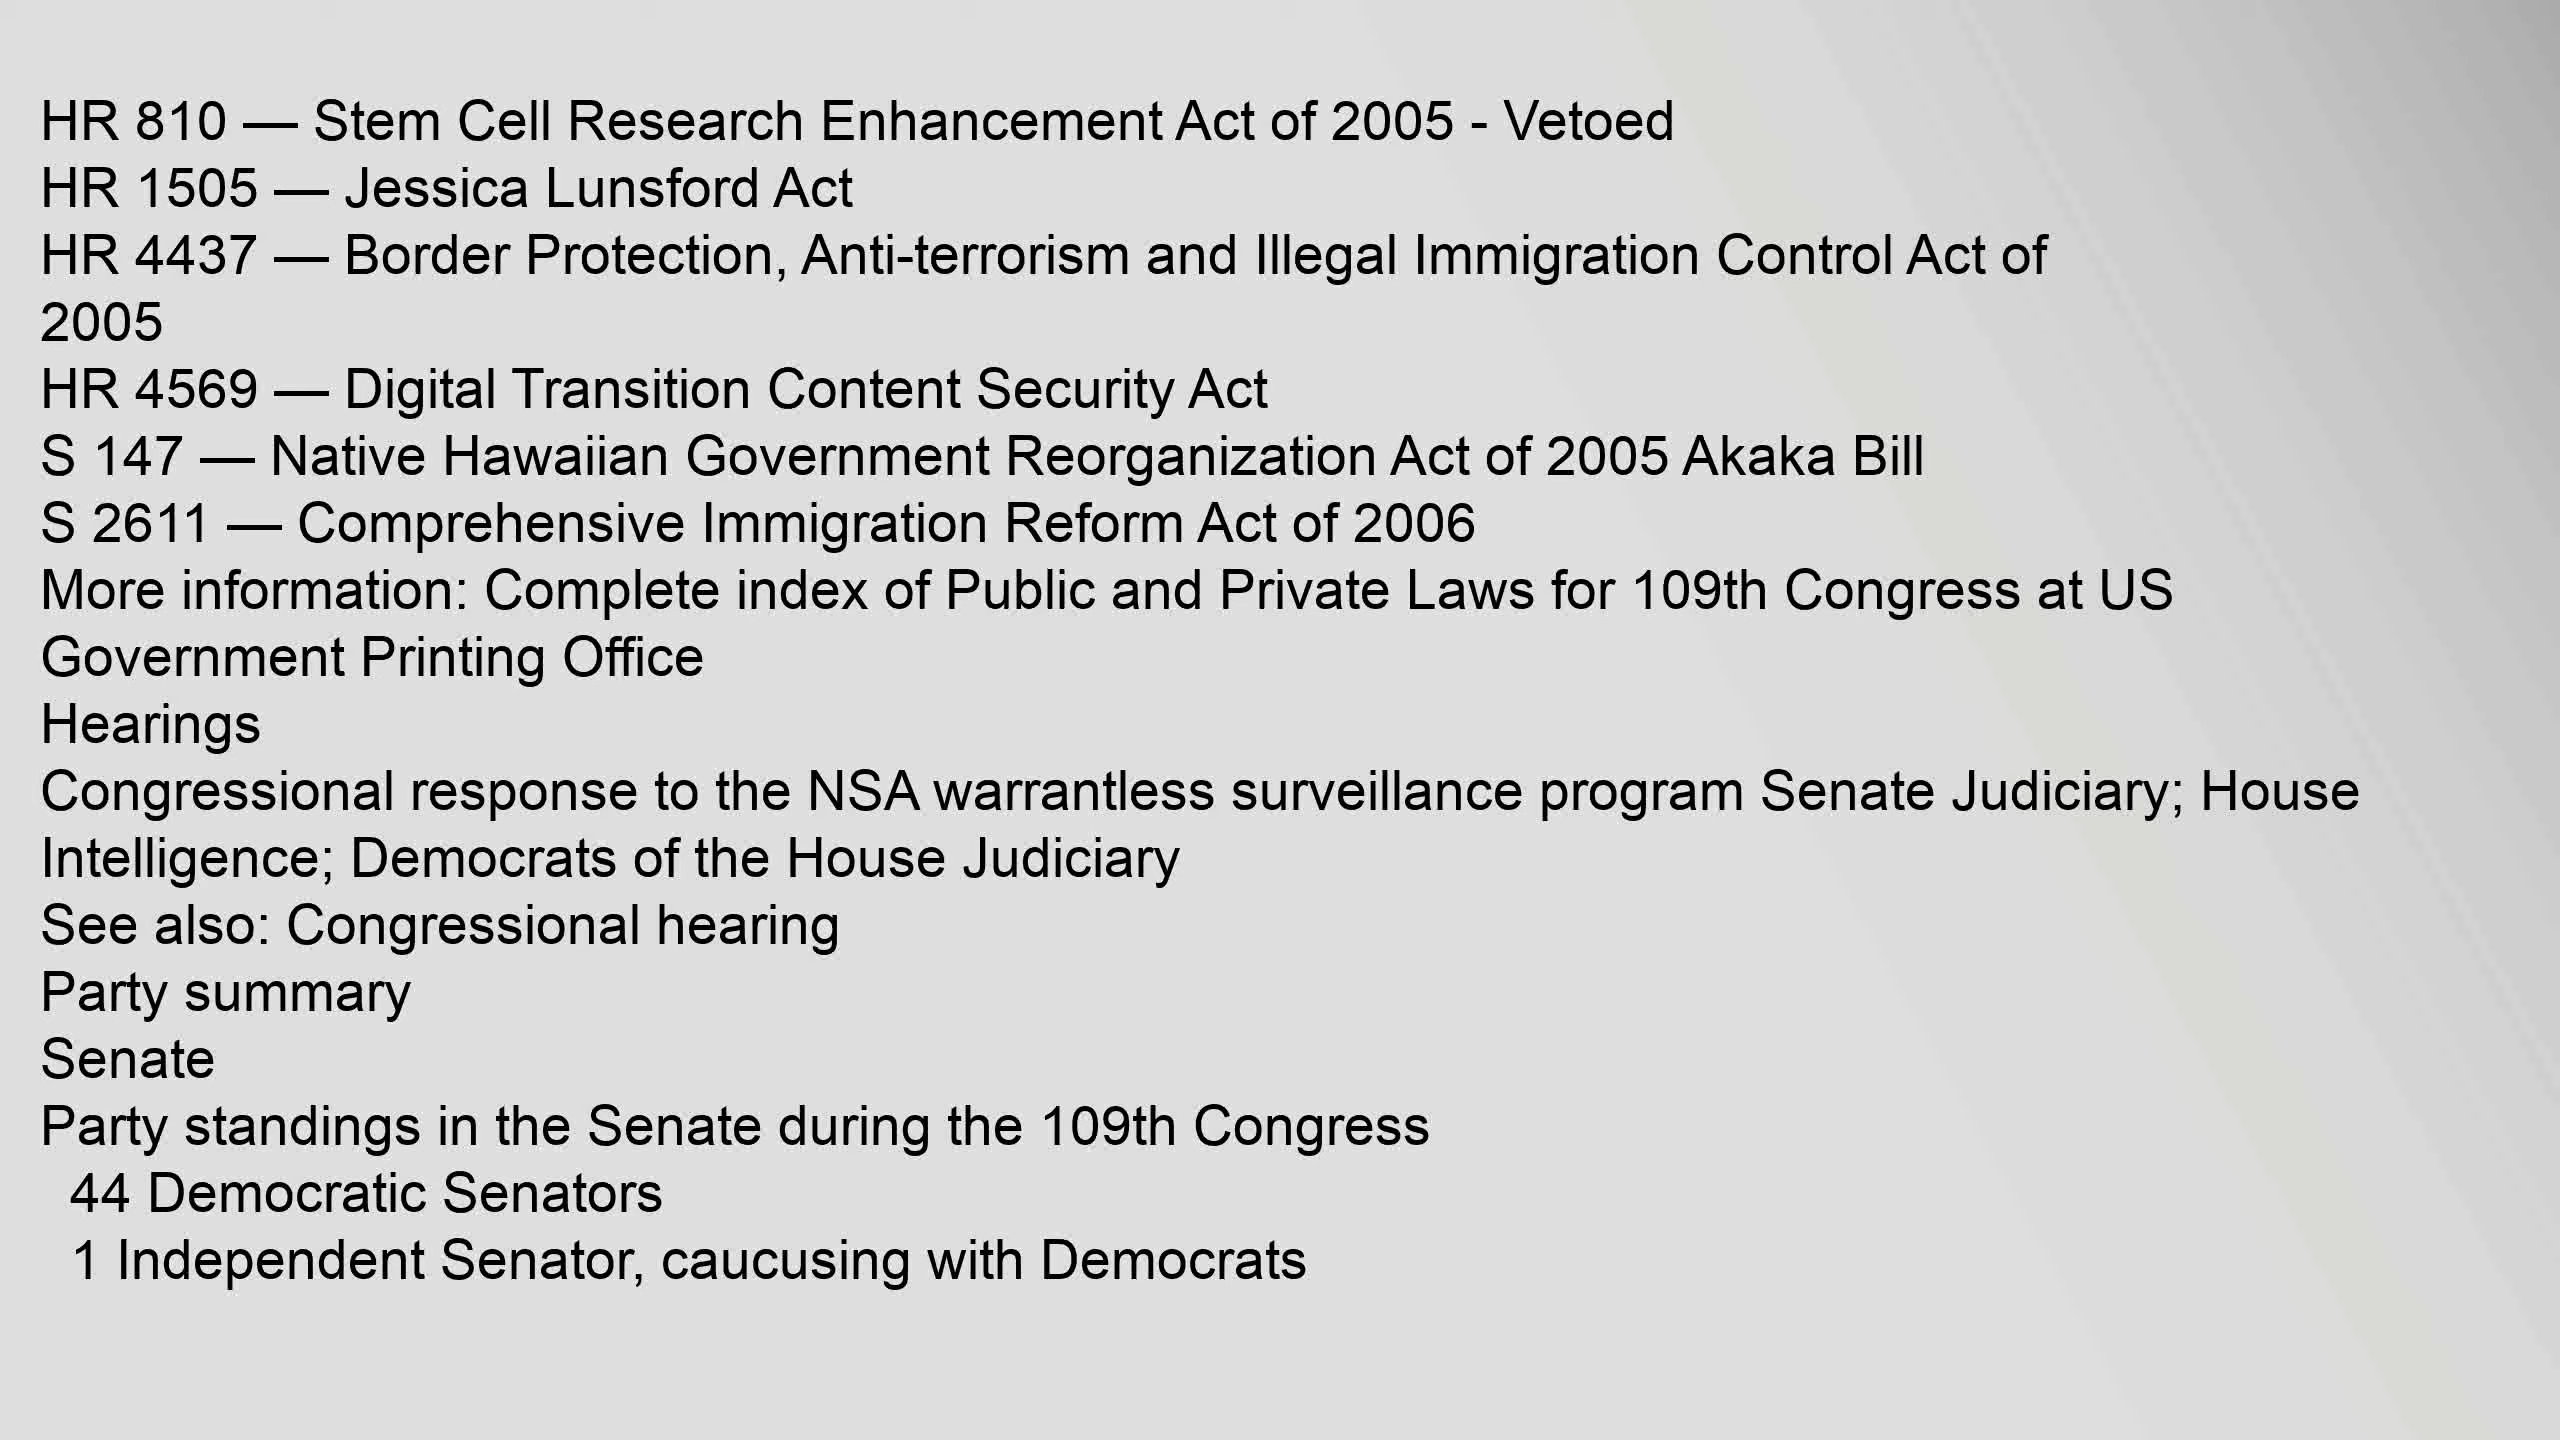 HR 810 — Stem Cell Research Enhancement Act of 2005 - Vetoed
HR 1505 — Jessica Lunsford Act
HR 4437 — Border Protection, Anti-terrorism and Illegal Immigration Control Act of
2005
HR 4569 — Digital Transition Content Security Act
S 147 — Native Hawaiian Government Reorganization Act of 2005 Akaka Bill
S 2611 — Comprehensive Immigration Reform Act of 2006
More information: Complete index of Public and Private Laws for 109th Congress at US
Government Printing Office
Hearings
Congressional response to the NSA warrantless surveillance program Senate Judiciary; House
Intelligence; Democrats of the House Judiciary
See also: Congressional hearing
Party summary
Senate
Party standings in the Senate during the 109th Congress
44 Democratic Senators
1 Independent Senator, caucusing with Democrats